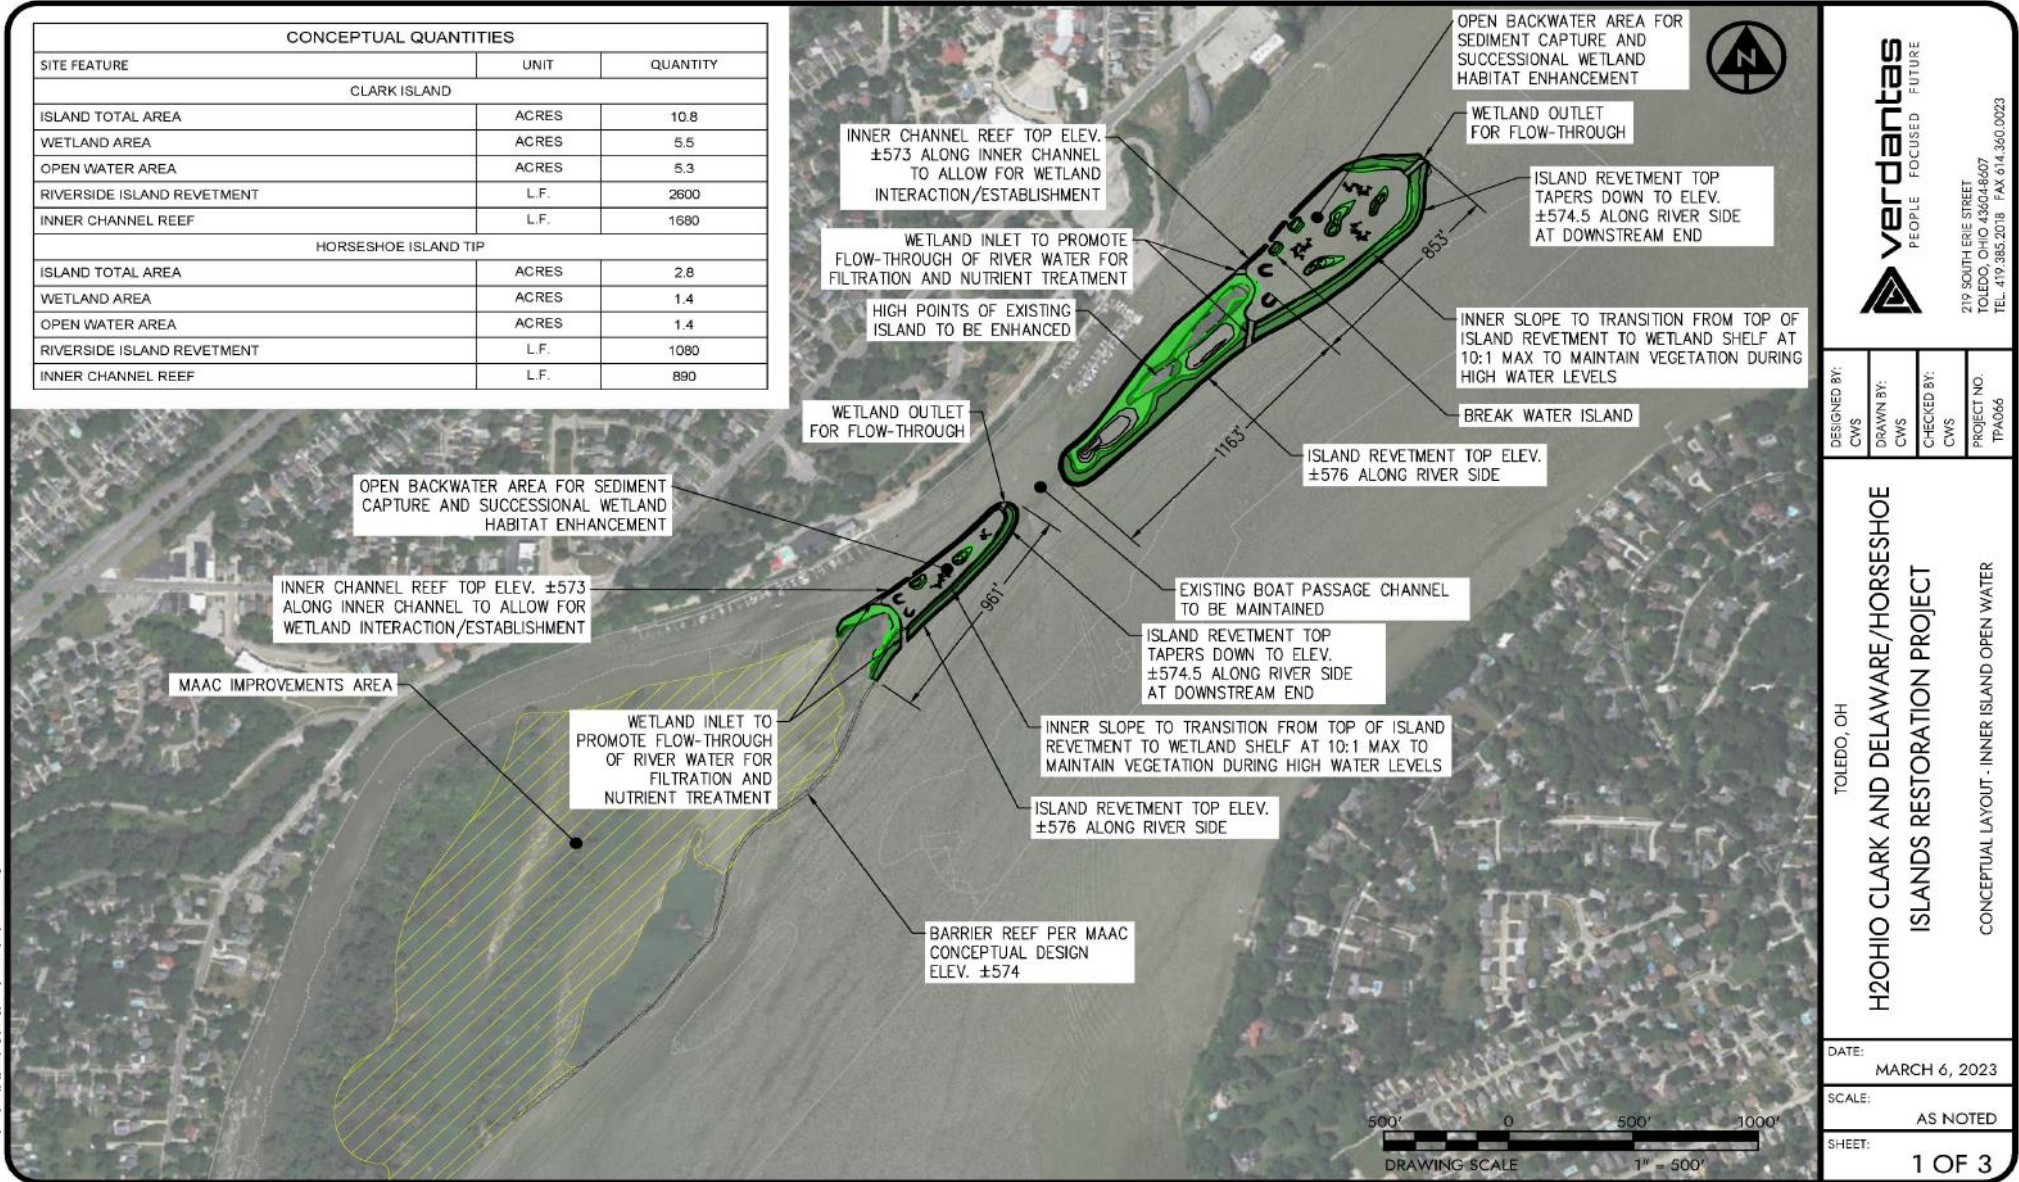 CONCEPTUAL QUANTITIES
SITE FEATURE UNIT QUANTITY
CLARK ISLAND
ISLAND TOTAL AREA ACRES 10.8
WETLAND AREA ACRES 5.5
OPEN WATER AREA ACRES 5.3
RIVERSIDE ISLAND REVETMENT L.F. 2600
INNER CHANNEL REEF L.F. 1680
HORSESHOE ISLAND TIP
ISLAND TOTAL AREA ACRES 2.8
WETLAND AREA ACRES 1.4
OPEN WATER AREA ACRES 1.4
RIVERSIDE ISLAND REVETMENT L.F. 1080
INNER CHANNEL REEF L.F. 890
OPEN BACKWATER AREA FOR
SEDIMENT CAPTURE AND
SUCCESSIONAL WETLAND
HABITAT ENHANCEMENT
N
WETLAND OUTLET
FOR FLOW-THROUGH
INNER CHANNEL REEF TOP ELEV.
±573 ALONG INNER CHANNEL
TO ALLOW FOR WETLAND
INTERACTION/ESTABLISHMENT
ISLAND REVETMENT TOP
TAPERS DOWN TO ELEV.
±574.5 ALONG RIVER SIDE
AT DOWNSTREAM END
WETLAND INLET TO PROMOTE
FLOW-THROUGH OF RIVER WATER FOR
FILTRATION AND NUTRIENT TREATMENT
853'
HIGH POINTS OF EXISTING
ISLAND TO BE ENHANCED
INNER SLOPE TO TRANSITION FROM TOP OF
ISLAND REVETMENT TO WETLAND SHELF AT
10:1 MAX TO MAINTAIN VEGETATION DURING
HIGH WATER LEVELS
BREAK WATER ISLAND
WETLAND OUTLET
FOR FLOW-THROUGH
1163'
ISLAND REVETMENT TOP ELEV.
±576 ALONG RIVER SIDE
OPEN BACKWATER AREA FOR SEDIMENT
CAPTURE AND SUCCESSIONAL WETLAND
HABITAT ENHANCEMENT
INNER CHANNEL REEF TOP ELEV. ±573
ALONG INNER CHANNEL TO ALLOW FOR
WETLAND INTERACTION/ESTABLISHMENT
961'
EXISTING BOAT PASSAGE CHANNEL
TO BE MAINTAINED
ISLAND REVETMENT TOP
TAPERS DOWN TO ELEV.
±574.5 ALONG RIVER SIDE
AT DOWNSTREAM END
MAAC IMPROVEMENTS AREA
WETLAND INLET TO
PROMOTE FLOW-THROUGH
OF RIVER WATER FOR
FILTRATION AND
NUTRIENT TREATMENT
INNER SLOPE TO TRANSITION FROM TOP OF ISLAND
REVETMENT TO WETLAND SHELF AT 10:1 MAX TO
MAINTAIN VEGETATION DURING HIGH WATER LEVELS
ISLAND REVETMENT TOP ELEV.
±576 ALONG RIVER SIDE
BARRIER REEF PER MAAC
CONCEPTUAL DESIGN
ELEV. ±574
500' 0 500' 1000'
DRAWING SCALE 1" = 500'
verdantas
PEOPLE FOCUSED FUTURE
219 SOUTH ERIE STREET
TOLEDO, OHIO 43604-8607
TEL. 419.385.2018 FAX 614.360.0023
DESIGNED BY:
CWS
DRAWN BY:
CWS
CHECKED BY:
CWS
PROJECT NO.
TPA066
TOLEDO, OH
H2OHIO CLARK AND DELAWARE/HORSESHOE
ISLANDS RESTORATION PROJECT
CONCEPTUAL LAYOUT - INNER ISLAND OPEN WATER
DATE:
MARCH 6, 2023
SCALE:
AS NOTED
SHEET:
1 OF 3